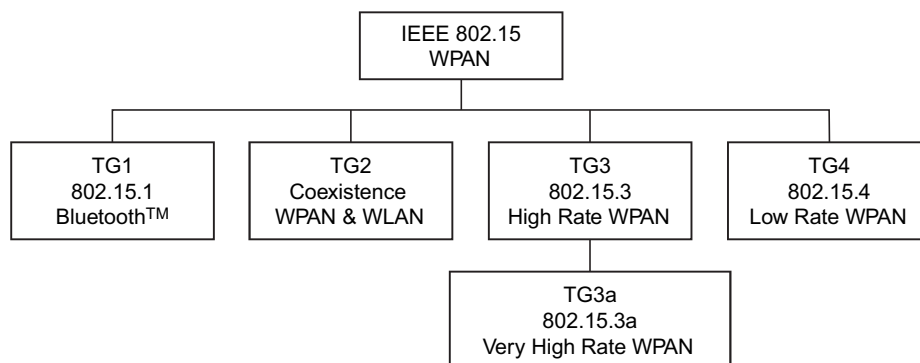 IEEE 802.15
WPAN
TG1
802.15.1
Bluetooth™
TG2
Coexistence
WPAN & WLAN
TG3
802.15.3
High Rate WPAN
TG4
802.15.4
Low Rate WPAN
TG3a
802.15.3a
Very High Rate WPAN